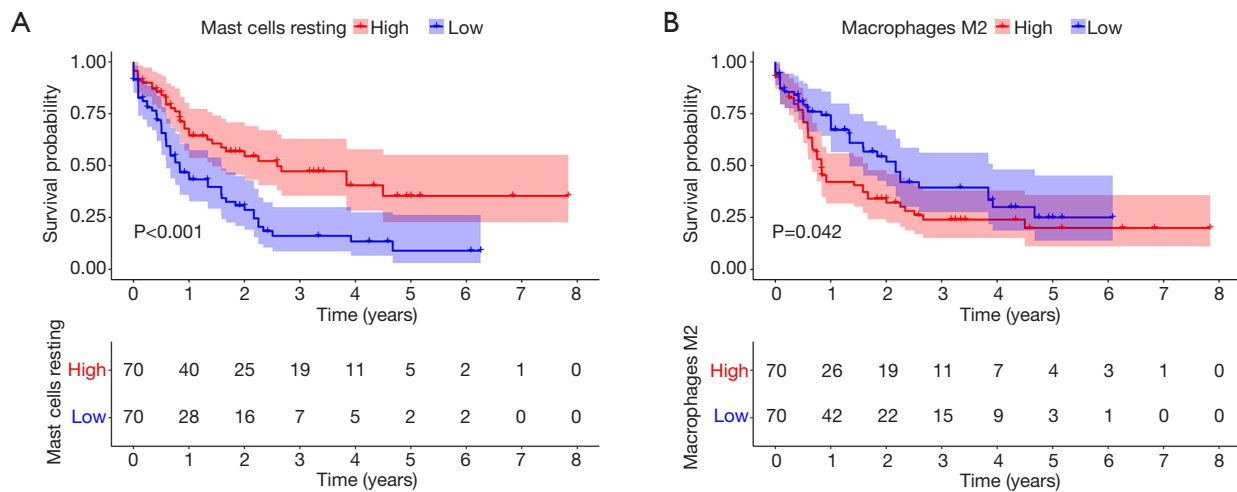 A
Mast cells resting High Low
Survival probability
1.00
0.75
0.50
0.25
0.00
P<0.001
0 1 2 3 4 5 6 7 8
Time (years)
Mast cells resting
High 70 40 25 19 11 5 2 1 0
Low 70 28 16 7 5 2 2 0 0
0 1 2 3 4 5 6 7 8
Time (years)
B
Macrophages M2 High Low
Survival probability
1.00
0.75
0.50
0.25
0.00
P=0.042
0 1 2 3 4 5 6 7 8
Time (years)
Macrophages M2
High 70 26 19 11 7 4 3 1 0
Low 70 42 22 15 9 3 1 0 0
0 1 2 3 4 5 6 7 8
Time (years)